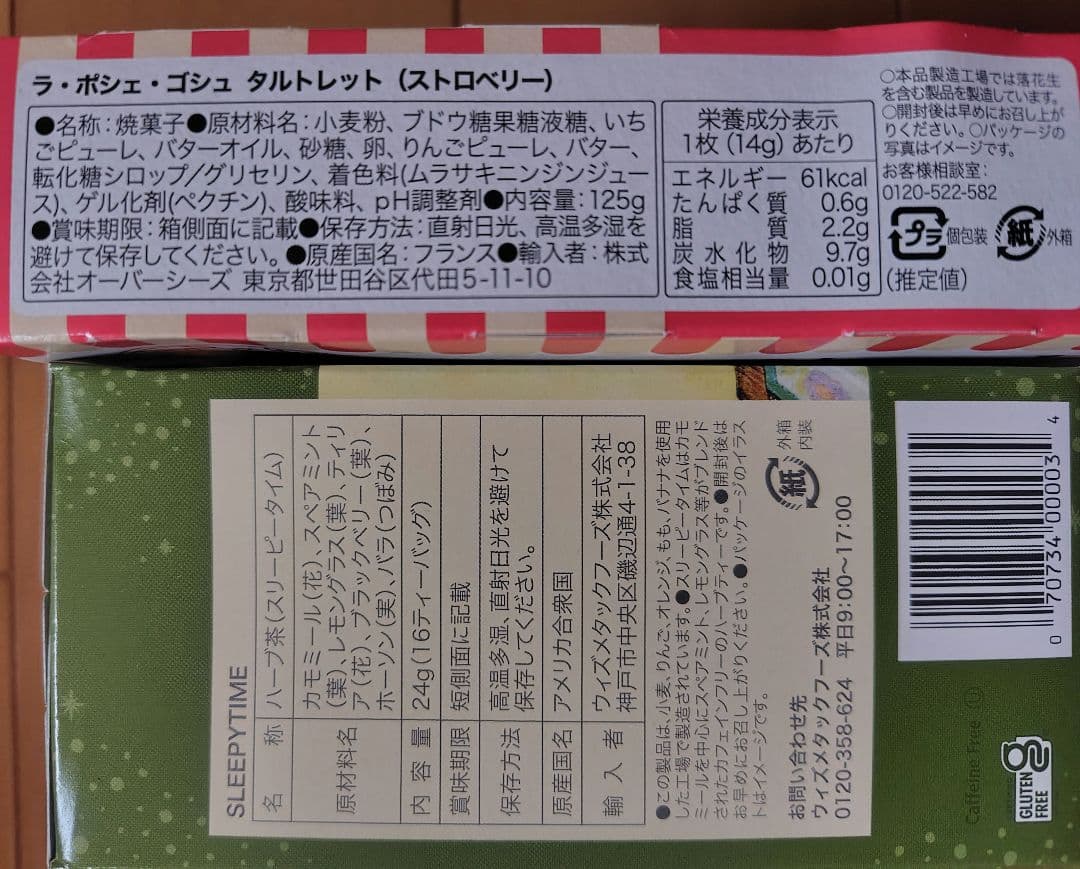 ラ・ポシェ・ゴシュ タルトレット（ストロベリー）
●名称：焼菓子●原材料名：小麦粉、ブドウ糖果糖液糖、いち
ごピューレ、バターオイル、砂糖、卵、りんごピューレ、バター、
転化糖シロップ/グリセリン、着色料(ムラサキニンジンジュー
ス)、ゲル化剤(ペクチン)、酸味料、pH調整剤●内容量：125g
●賞味期限：箱側面に記載●保存方法：直射日光、高温多湿を
避けて保存してください。●原産国名：フランス●輸入者：株式
会社オーバーシーズ 東京都世田谷区代田5-11-10
栄養成分表示
1枚(14g)あたり
エネルギー 61kcal
たんぱく質 0.6g
脂質 2.2g
炭水化物 9.7g
食塩相当量 0.01g
(推定値)
○本品製造工場では落花生
を含む製品を製造しています。
○開封後は早めにお召し上が
りください。○パッケージの
写真はイメージです。
お客様相談室：
0120-522-582
プラ 個包装 紙 外箱
SLEEPYTIME
名称 ハーブ茶(スリーピータイム)
原材料名 カモミール(花)、スペアミント
(葉)、レモングラス(葉)、ティリ
ア(花)、ブラックベリー(葉)、
ホーソン(実)、バラ(つぼみ)
内容量 24g(16ティーバッグ)
賞味期限 短側面に記載
保存方法 高温多湿、直射日光を避けて
保存してください。
原産国名 アメリカ合衆国
輸入者 ウィズメタックフーズ株式会社
神戸市中央区磯辺通4-1-38
●この製品は、小麦、りんご、オレンジ、もも、バナナを使用
した工場で製造されています。●スリーピータイムはカモ
ミールを中心にスペアミント、レモングラス等がブレンド
されたカフェインフリーのハーブティーです。●開封後は
お早めにお召し上がりください。●パッケージのイラス
トはイメージです。
紙 外箱
内装
お問い合わせ先
ウィズメタックフーズ株式会社
0120-358-624 平日9:00〜17:00
0 70734 00003 4
Caffeine Free U
GLUTEN
FREE
g